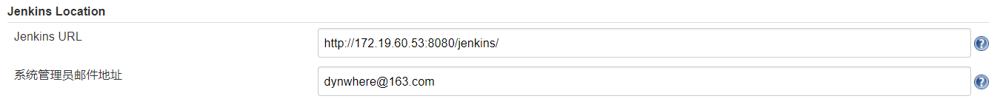 Jenkins Location
Jenkins URL
http://172.19.60.53:8080/jenkins/
系统管理员邮件地址
dynwhere@163.com